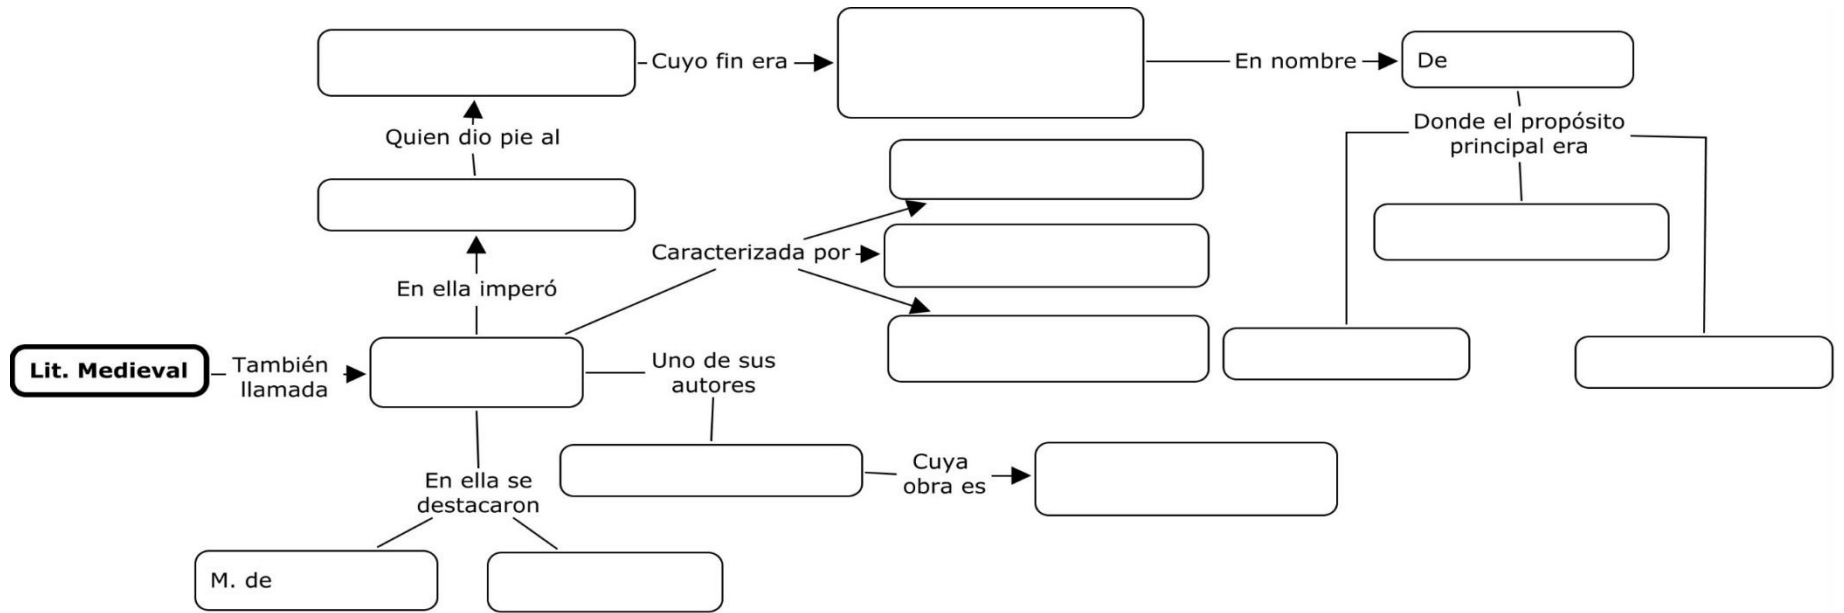 Cuyo fin era
En nombre
De
Quien dio pie al
Donde el propósito
principal era
Caracterizada por
En ella imperó
Lit. Medieval
También
llamada
Uno de sus
autores
Cuya
obra es
En ella se
destacaron
M. de